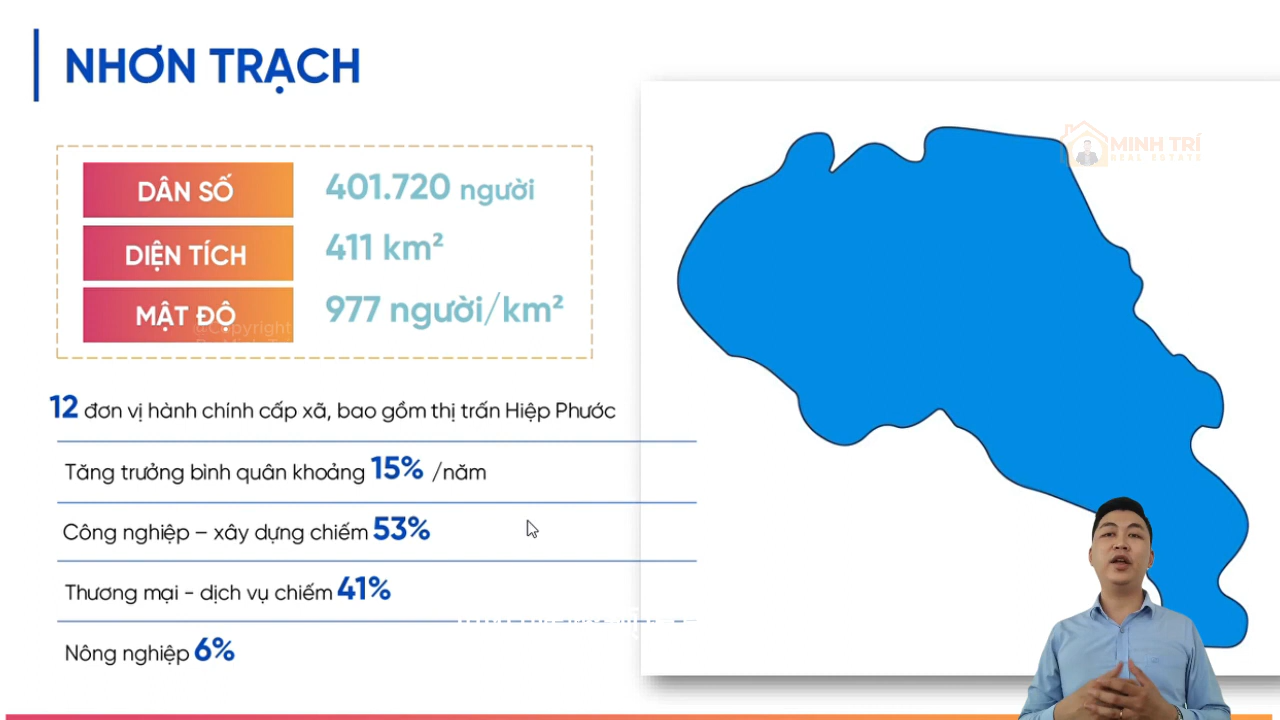 NHƠN TRẠCH
MINH TRÍ
REAL ESTATE
DÂN SỐ
401.720 người
DIỆN TÍCH
411 km²
MẬT ĐỘ
977 người/km²
@Copyright
12 đơn vị hành chính cấp xã, bao gồm thị trấn Hiệp Phước
Tăng trưởng bình quân khoảng 15% /năm
Công nghiệp – xây dựng chiếm 53%
Thương mại - dịch vụ chiếm 41%
Nông nghiệp 6%